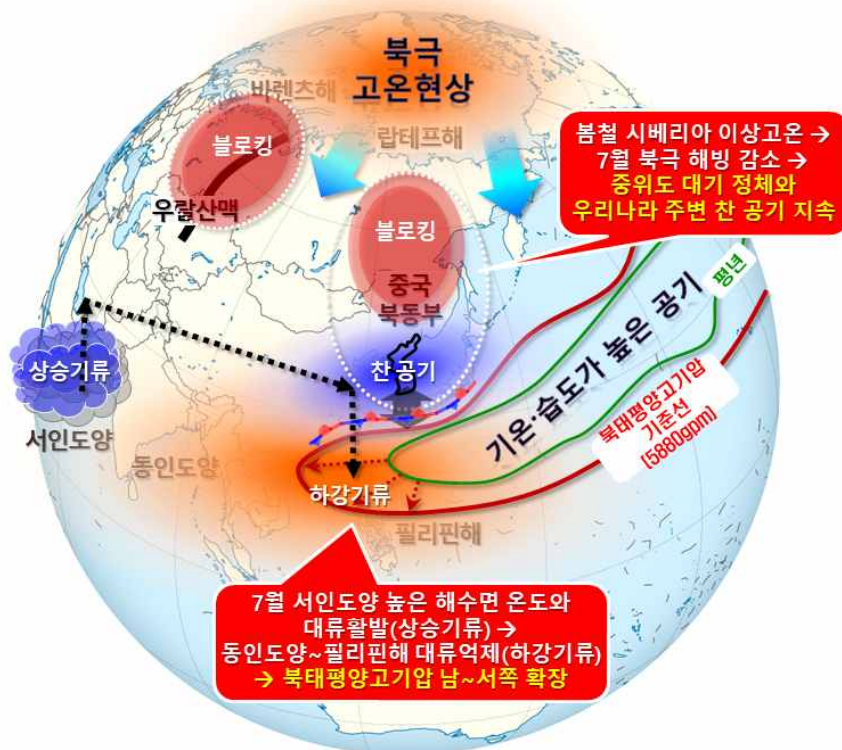 북극
고온현상
바렌츠해
랍테프해
블로킹
우랄산맥
블로킹
중국
북동부
봄철 시베리아 이상고온 →
7월 북극 해빙 감소 →
중위도 대기 정체와
우리나라 주변 찬 공기 지속
평년
기온·습도가 높은 공기
북태평양고기압
기준선
(5880gpm)
상승기류
서인도양
찬 공기
동인도양
하강기류
필리핀해
7월 서인도양 높은 해수면 온도와
대류활발(상승기류) →
동인도양~필리핀해 대류억제(하강기류)
→ 북태평양고기압 남~서쪽 확장